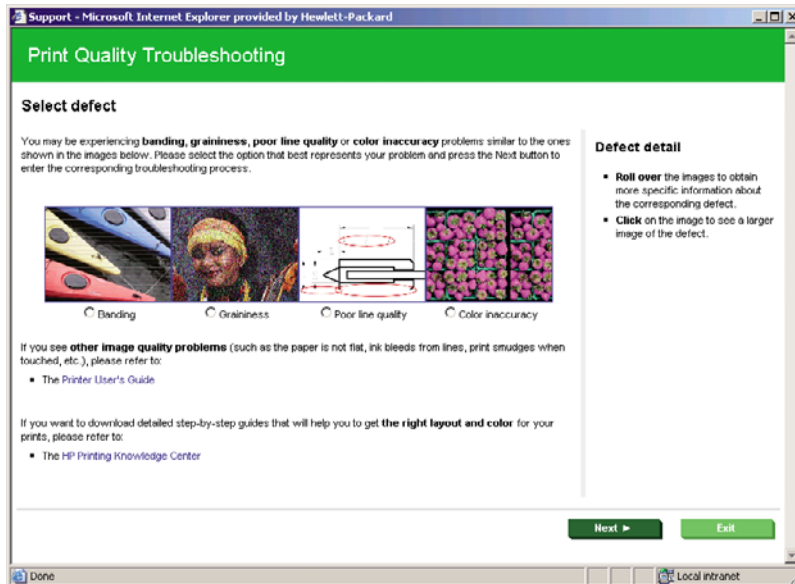 Support - Microsoft Internet Explorer provided by Hewlett-Packard
Print Quality Troubleshooting
Select defect
You may be experiencing banding, graininess, poor line quality or color inaccuracy problems similar to the ones
shown in the images below. Please select the option that best represents your problem and press the Next button to
enter the corresponding troubleshooting process.
Banding
Graininess
Poor line quality
Color inaccuracy
If you see other image quality problems (such as the paper is not flat, ink bleeds from lines, print smudges when
touched, etc.), please refer to:
The Printer User's Guide
If you want to download detailed step-by-step guides that will help you to get the right layout and color for your
prints, please refer to:
The HP Printing Knowledge Center
Defect detail
Roll over the images to obtain
more specific information about
the corresponding defect.
Click on the image to see a larger
image of the defect.
Next
Exit
Done
Local intranet